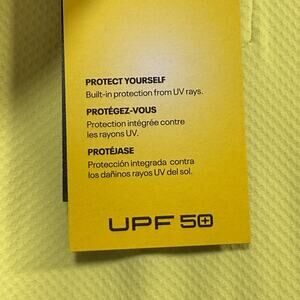 PROTECT YOURSELF
Built-in protection from UV rays.
PROTÉGEZ-VOUS
Protection intégrée contre
les rayons UV.
PROTÉJASE
Protección integrada contra
los dañinos rayos UV del sol.
UPF 50+